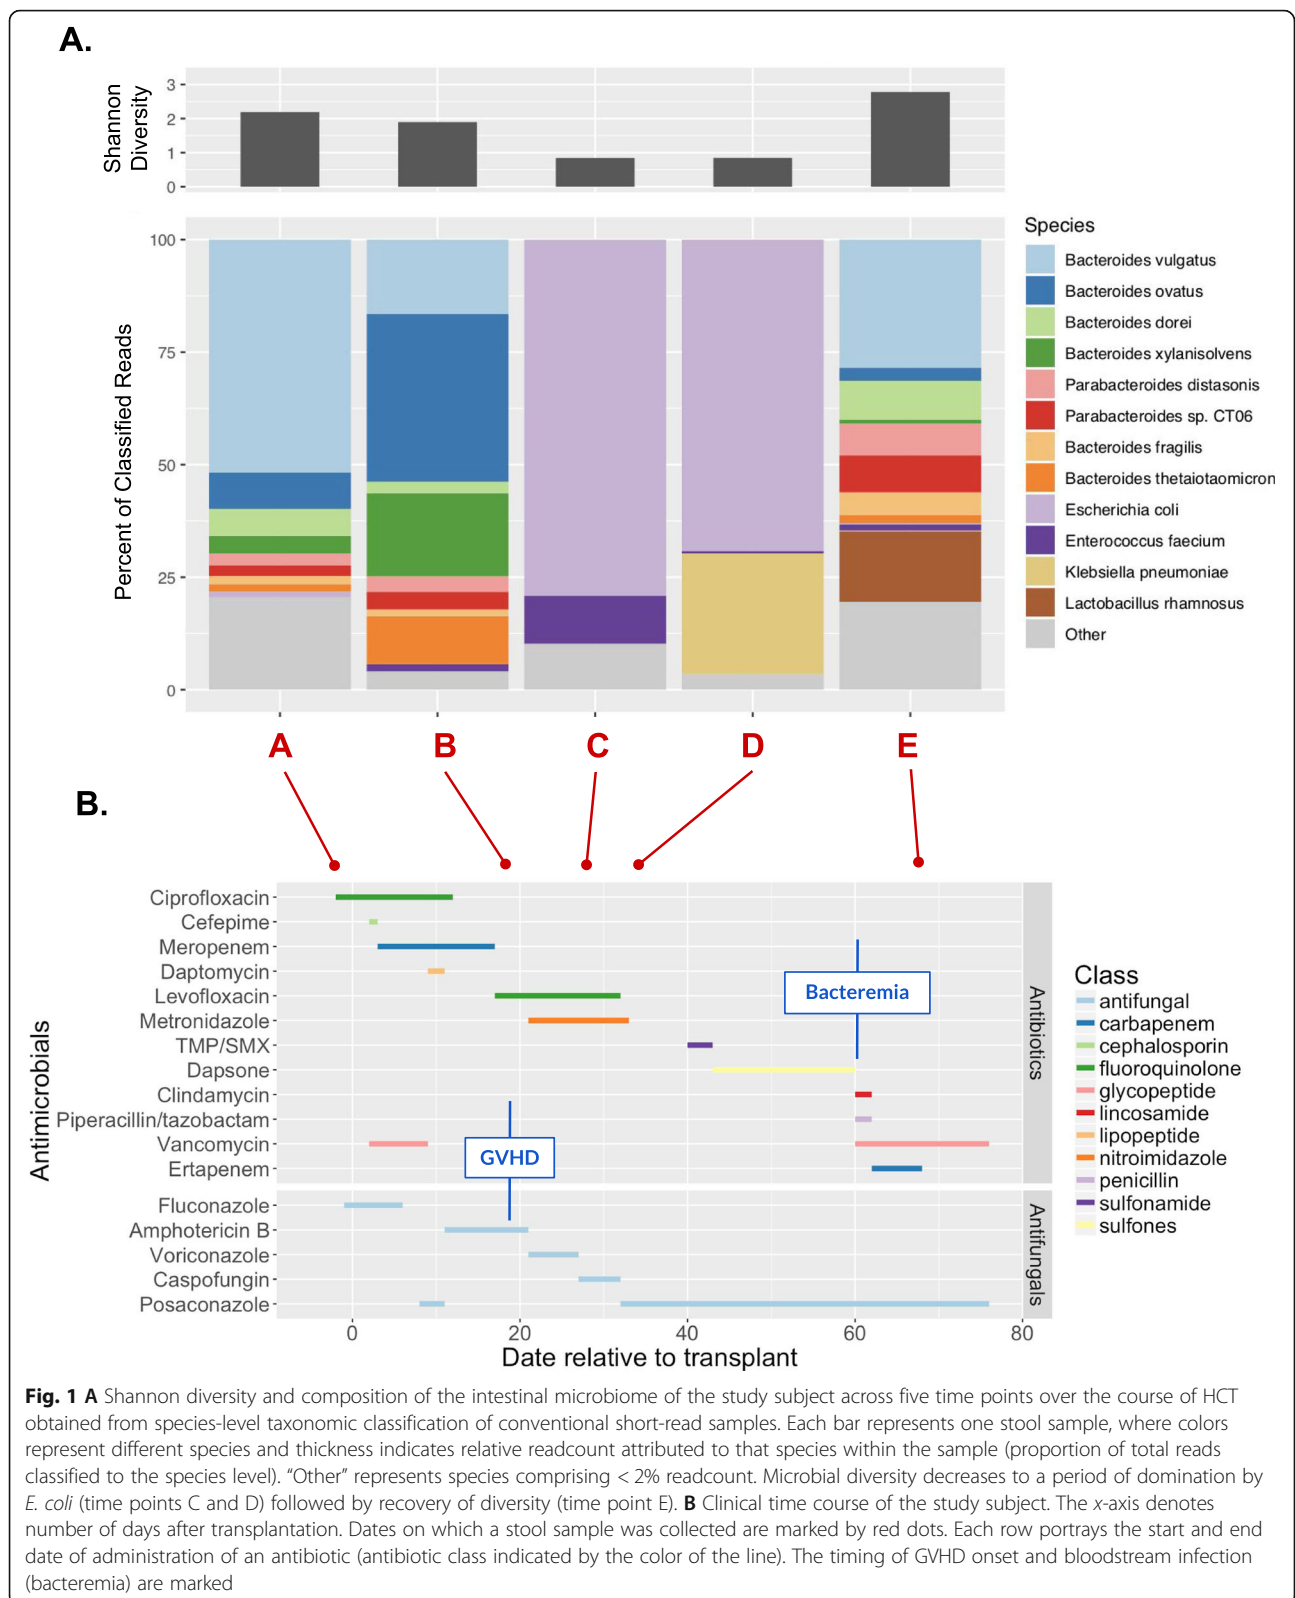 A.
Shannon
Diversity
3
2
1
0
Percent of Classified Reads
100
75
50
25
0
Species
Bacteroides vulgatus
Bacteroides ovatus
Bacteroides dorei
Bacteroides xylanisolvens
Parabacteroides distasonis
Parabacteroides sp. CT06
Bacteroides fragilis
Bacteroides thetaiotaomicron
Escherichia coli
Enterococcus faecium
Klebsiella pneumoniae
Lactobacillus rhamnosus
Other
A B C D E
B.
Antimicrobials
Ciprofloxacin
Cefepime
Meropenem
Daptomycin
Levofloxacin
Metronidazole
TMP/SMX
Dapsone
Clindamycin
Piperacillin/tazobactam
Vancomycin
Ertapenem
Fluconazole
Amphotericin B
Voriconazole
Caspofungin
Posaconazole
Bacteremia
GVHD
Antibiotics
Antifungals
0 20 40 60 80
Date relative to transplant
Class
antifungal
carbapenem
cephalosporin
fluoroquinolone
glycopeptide
lincosamide
lipopeptide
nitroimidazole
penicillin
sulfonamide
sulfones
Fig. 1 A Shannon diversity and composition of the intestinal microbiome of the study subject across five time points over the course of HCT
obtained from species-level taxonomic classification of conventional short-read samples. Each bar represents one stool sample, where colors
represent different species and thickness indicates relative readcount attributed to that species within the sample (proportion of total reads
classified to the species level). “Other” represents species comprising < 2% readcount. Microbial diversity decreases to a period of domination by
E. coli (time points C and D) followed by recovery of diversity (time point E). B Clinical time course of the study subject. The x-axis denotes
number of days after transplantation. Dates on which a stool sample was collected are marked by red dots. Each row portrays the start and end
date of administration of an antibiotic (antibiotic class indicated by the color of the line). The timing of GVHD onset and bloodstream infection
(bacteremia) are marked